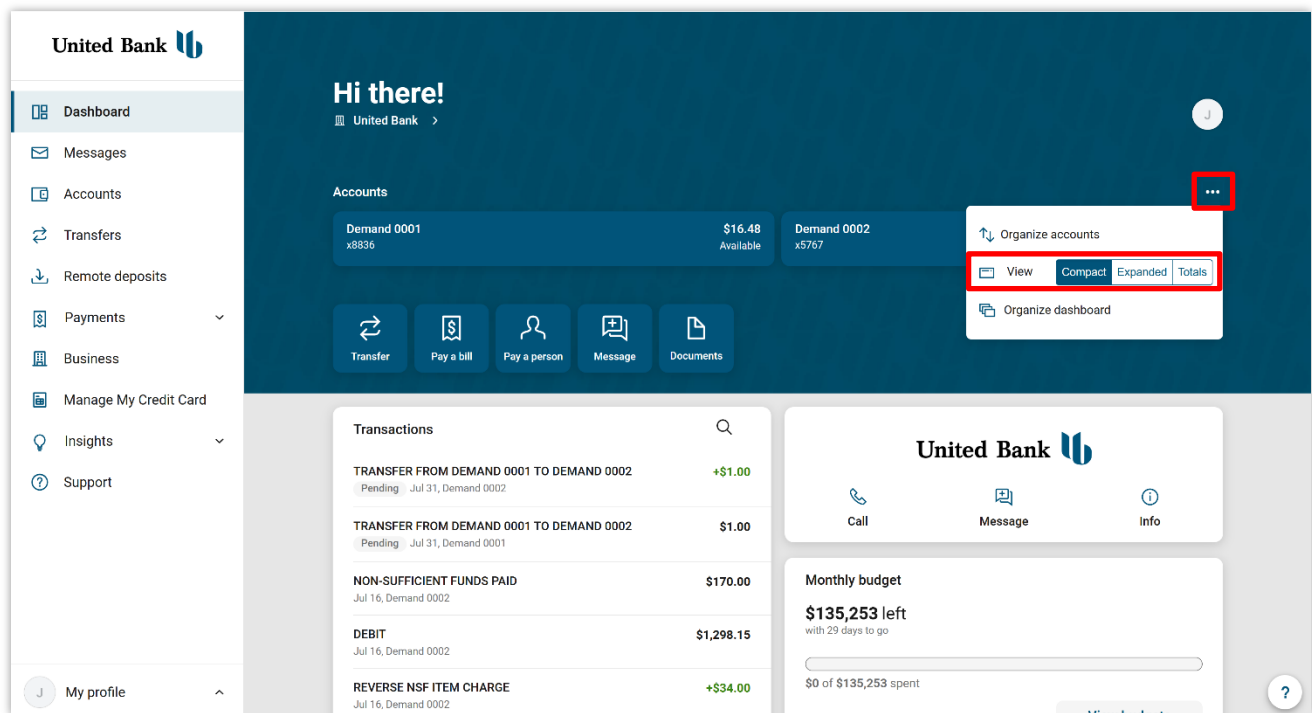 United Bank
Dashboard
Messages
Accounts
Transfers
Remote deposits
Payments
Business
Manage My Credit Card
Insights
Support
J My profile
Hi there!
United Bank
J
Accounts
Demand 0001 $16.48
x8836 Available
Demand 0002
x5767
Organize accounts
View Compact Expanded Totals
Organize dashboard
Transfer Pay a bill Pay a person Message Documents
Transactions
TRANSFER FROM DEMAND 0001 TO DEMAND 0002 +$1.00
Pending Jul 31, Demand 0002
TRANSFER FROM DEMAND 0001 TO DEMAND 0002 $1.00
Pending Jul 31, Demand 0001
NON-SUFFICIENT FUNDS PAID $170.00
Jul 16, Demand 0002
DEBIT $1,298.15
Jul 16, Demand 0002
REVERSE NSF ITEM CHARGE +$34.00
Jul 16, Demand 0002
United Bank
Call Message Info
Monthly budget
$135,253 left
with 29 days to go
$0 of $135,253 spent
?